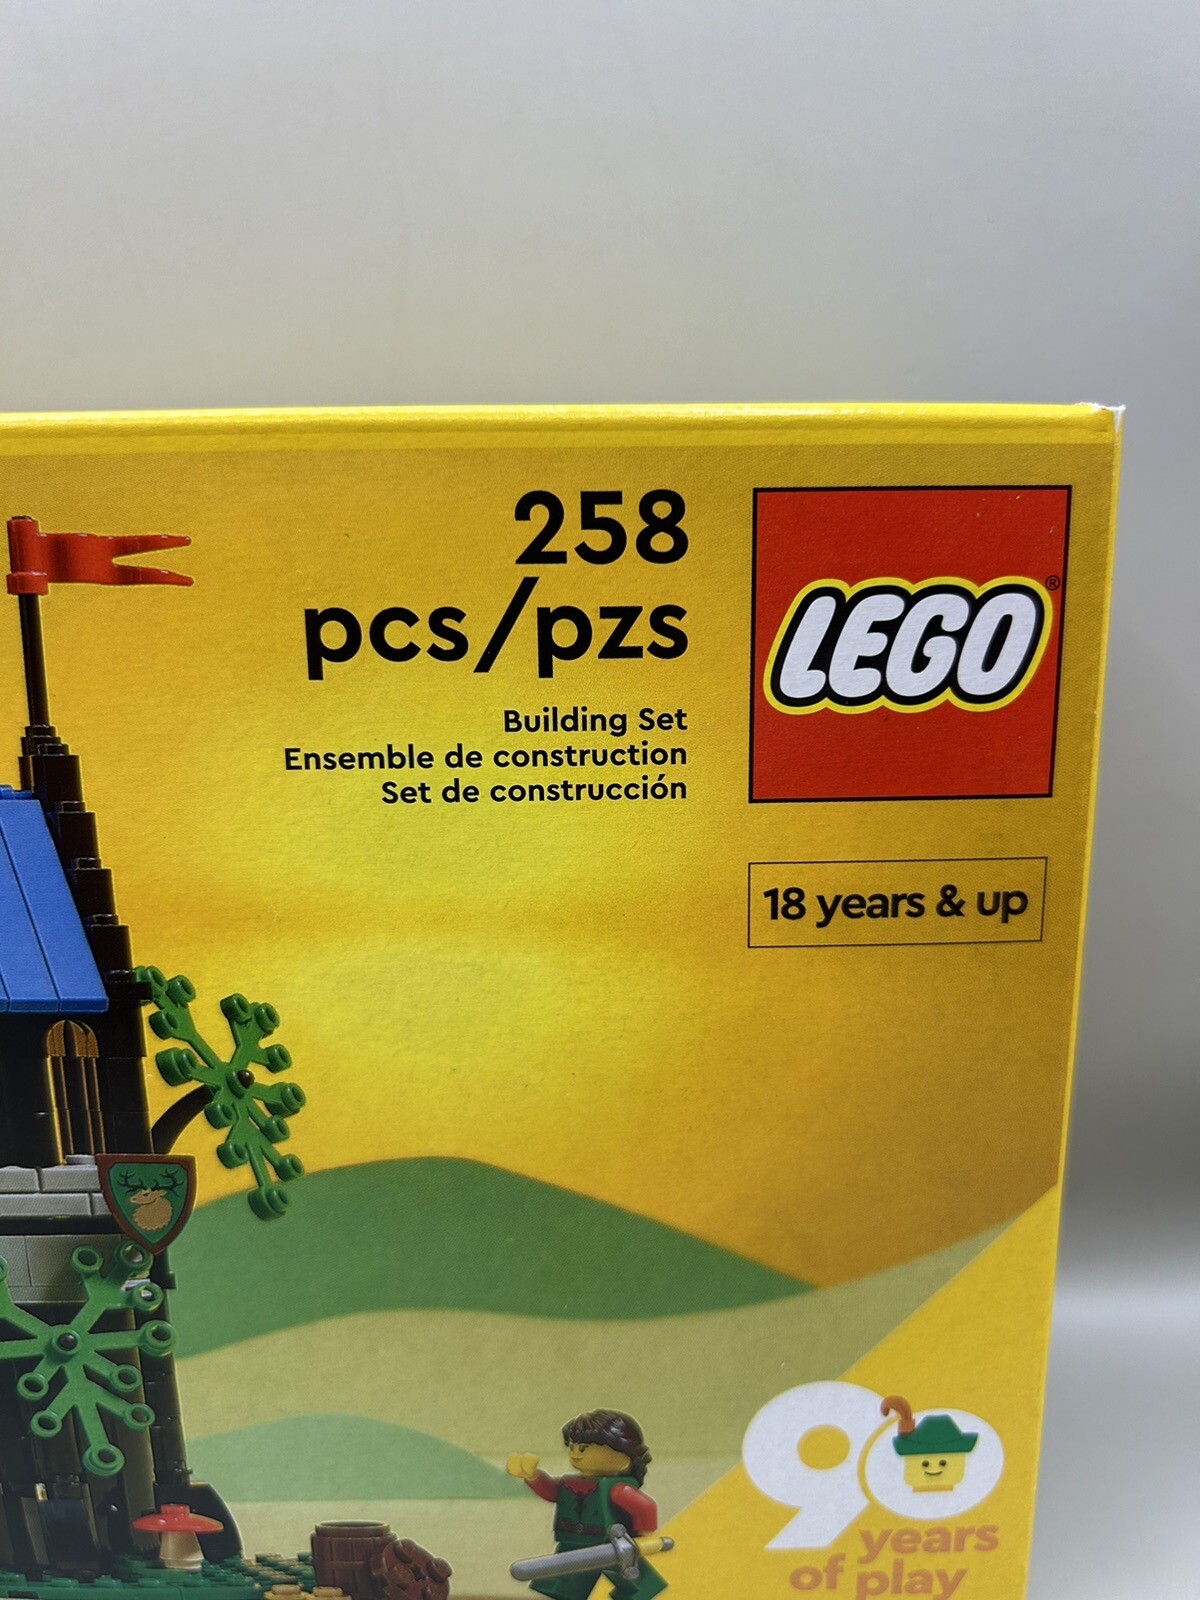 258
pcs/pzs
Building Set
Ensemble de construction
Set de construcción
LEGO®
18 years & up
90
years
of play